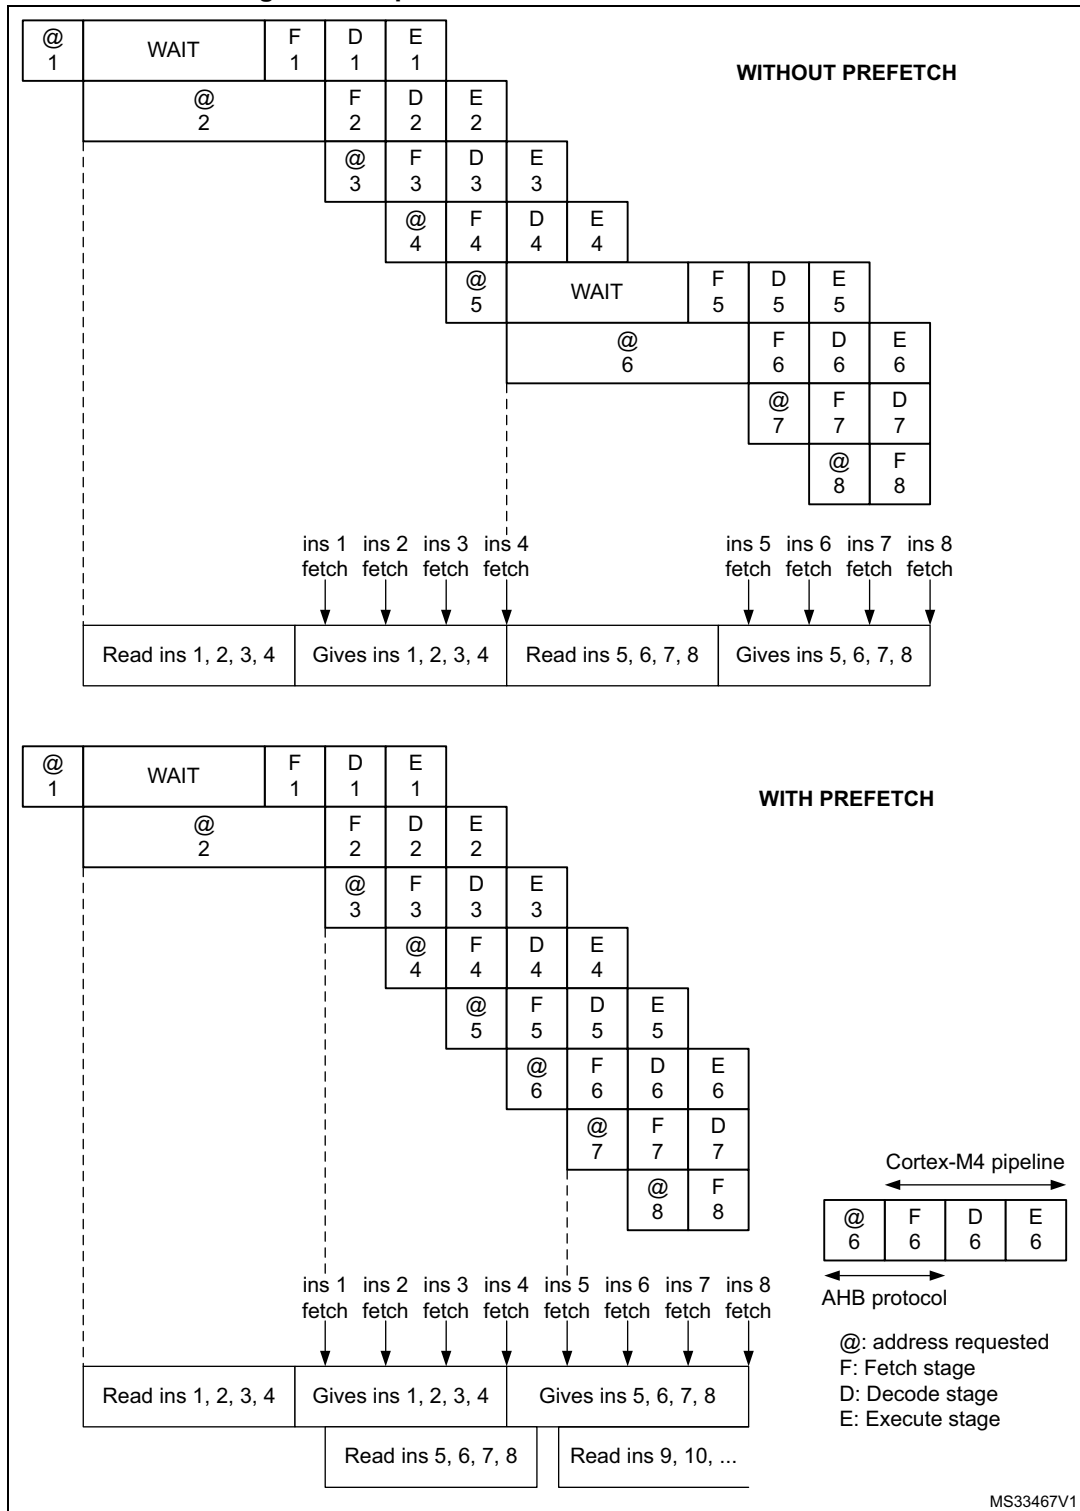 @ WAIT F D E
1 1 1 1
WITHOUT PREFETCH
@ F D E
2 2 2 2
@ F D E
3 3 3 3
@ F D E
4 4 4 4
@ WAIT F D E
5 5 5 5
@ F D E
6 6 6 6
@ F D
7 7 7
@ F
8 8
ins 1 ins 2 ins 3 ins 4 ins 5 ins 6 ins 7 ins 8
fetch fetch fetch fetch fetch fetch fetch fetch
Read ins 1, 2, 3, 4 Gives ins 1, 2, 3, 4 Read ins 5, 6, 7, 8 Gives ins 5, 6, 7, 8
@ WAIT F D E
1 1 1 1
WITH PREFETCH
@ F D E
2 2 2 2
@ F D E
3 3 3 3
@ F D E
4 4 4 4
@ F D E
5 5 5 5
@ F D E
6 6 6 6
@ F D
7 7 7
@ F
8 8
Cortex-M4 pipeline
@ F D E
6 6 6 6
AHB protocol
@: address requested
F: Fetch stage
D: Decode stage
E: Execute stage
ins 1 ins 2 ins 3 ins 4 ins 5 ins 6 ins 7 ins 8
fetch fetch fetch fetch fetch fetch fetch fetch
Read ins 1, 2, 3, 4 Gives ins 1, 2, 3, 4 Gives ins 5, 6, 7, 8
Read ins 5, 6, 7, 8 Read ins 9, 10, ...
MS33467V1